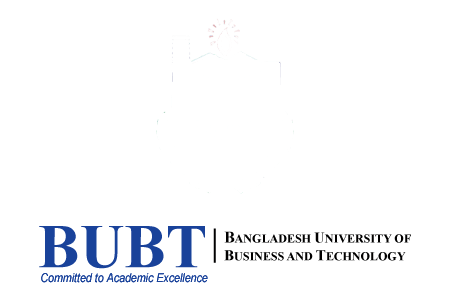 BUBT
Committed to Academic Excellence
BANGLADESH UNIVERSITY OF
BUSINESS AND TECHNOLOGY